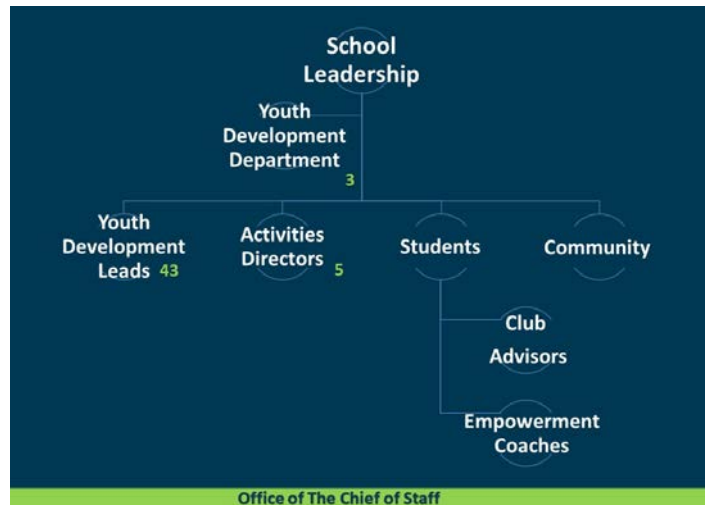 School
Leadership
Youth
Development
Department
3
Youth
Development
Leads 43
Activities
Directors 5
Students
Community
Club
Advisors
Empowerment
Coaches
Office of The Chief of Staff